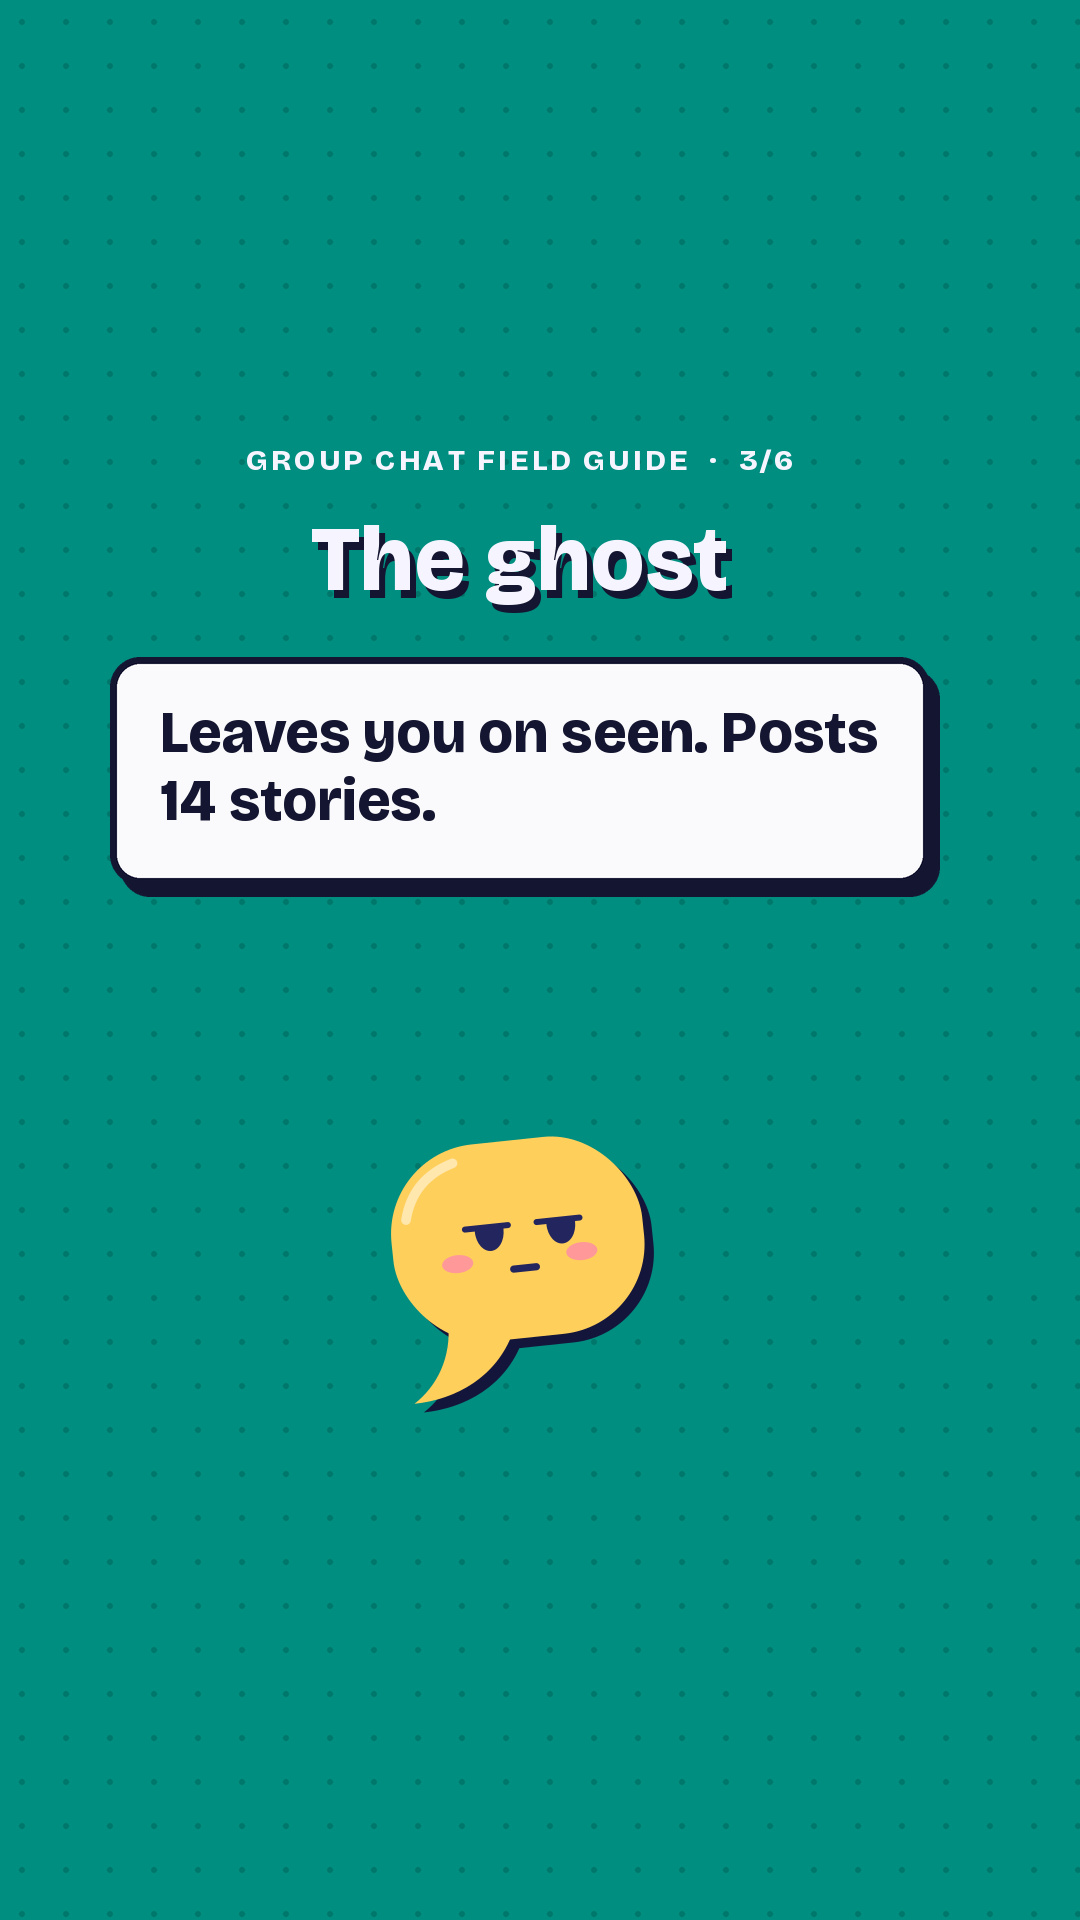 GROUP CHAT FIELD GUIDE · 3/6
The ghost
Leaves you on seen. Posts
14 stories.